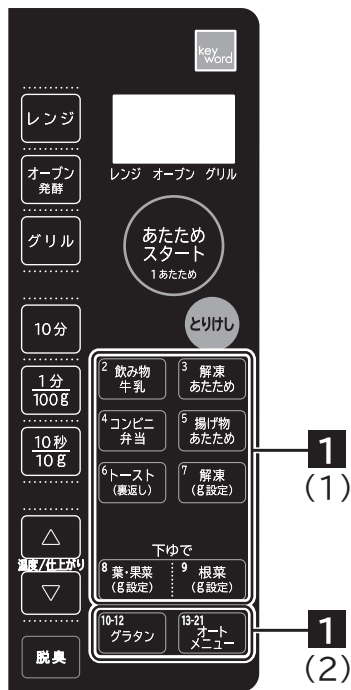 key
word
レンジ
オーブン
発酵
グリル
レンジ オーブン グリル
あたため
スタート
1あたため
とりけし
10分
1分
100g
10秒
10g
△
温度/仕上がり
▽
脱臭
2 飲み物
牛乳
3 解凍
あたため
4 コンビニ
弁当
5 揚げ物
あたため
6 トースト
(裏返し)
7 解凍
(g設定)
下ゆで
8 葉・果菜
(g設定)
9 根菜
(g設定)
10-12
グラタン
13-21
オート
メニュー
1
(1)
1
(2)